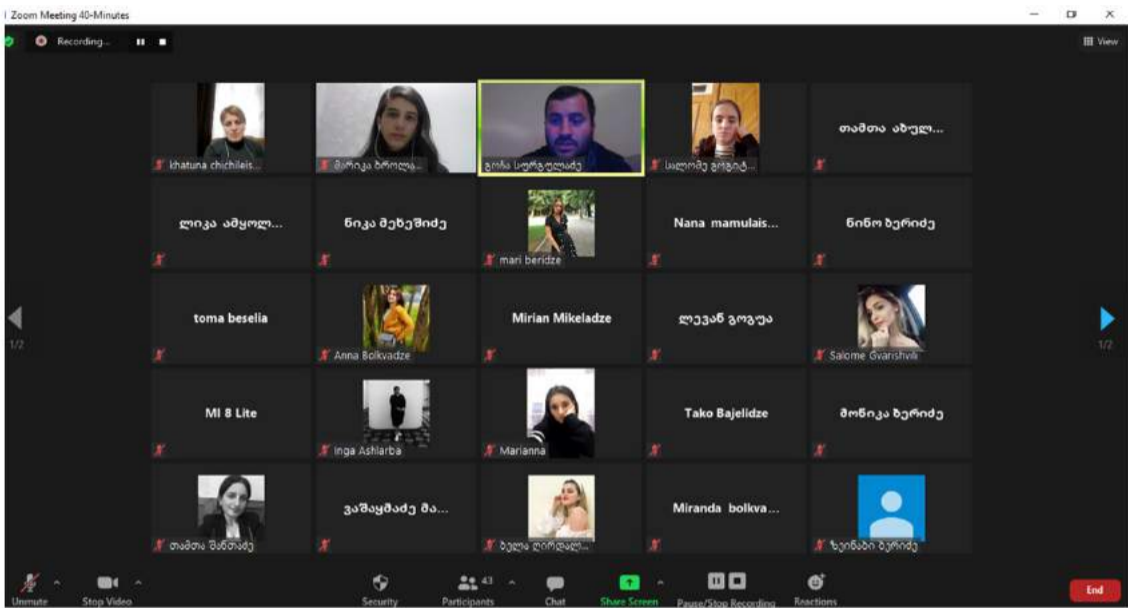 Zoom Meeting 40-Minutes
Recording...
View
khatuna chichileis...
მარიკა ბროლა...
გოჩა სურგულაძე
სალომე გოგიტ...
თამთა აბულ...
ლიკა ამყოლ...
ნიკა მეხეშიძე
mari beridze
Nana mamulais...
ნინო ბერიძე
toma beselia
Anna Bolkvadze
Mirian Mikeladze
ლევან გოგუა
Salome Gvarishvili
1/2
1/2
MI 8 Lite
Inga Ashlarba
Marianna
Tako Bajelidze
მონიკა ბერიძე
თამთა შანთაძე
ვაშაყმაძე მა...
ბელა ღორდალ...
Miranda bolkva...
ზეინაბი ბერიძე
Unmute
Stop Video
Security
43
Participants
Chat
Share Screen
Pause/Stop Recording
Reactions
End